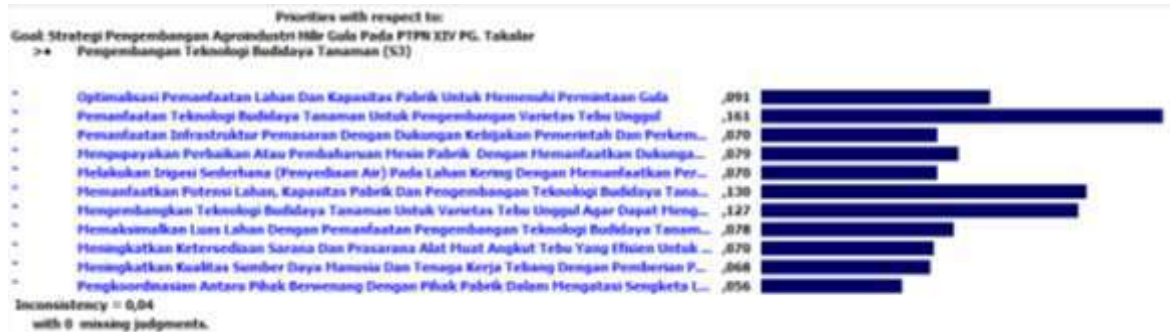 Priorities with respect to:
Goal: Strategi Pengembangan Agroindustri Hilir Gula Pada PTPN XIV PG. Takalar
>• Pengembangan Teknologi Budidaya Tanaman (S3)
Optimalisasi Pemanfaatan Lahan Dan Kapasitas Pabrik Untuk Memenuhi Permintaan Gula ,091
Pemanfaatan Teknologi Budidaya Tanaman Untuk Pengembangan Varietas Tebu Unggul ,161
Pemanfaatan Infrastruktur Pemasaran Dengan Dukungan Kebijakan Pemerintah Dan Perkem... ,070
Mengupayakan Perbaikan Atau Pembaharuan Mesin Pabrik Dengan Memanfaatkan Dukunga... ,079
Melakukan Irigasi Sederhana (Penyediaan Air) Pada Lahan Kering Dengan Memanfaatkan Per... ,070
Memanfaatkan Potensi Lahan, Kapasitas Pabrik Dan Pengembangan Teknologi Budidaya Tana... ,130
Mengembangkan Teknologi Budidaya Tanaman Untuk Varietas Tebu Unggul Agar Dapat Meng... ,127
Memaksimalkan Luas Lahan Dengan Pemanfaatan Pengembangan Teknologi Budidaya Tanam... ,078
Meningkatkan Ketersediaan Sarana Dan Prasarana Alat Muat Angkut Tebu Yang Efisien Untuk ... ,070
Meningkatkan Kualitas Sumber Daya Manusia Dan Tenaga Kerja Tebang Dengan Pemberian P... ,068
Pengkoordinasian Antara Pihak Berwenang Dengan Pihak Pabrik Dalam Mengatasi Sengketa L... ,056
Inconsistency = 0,04
with 0 missing judgments.